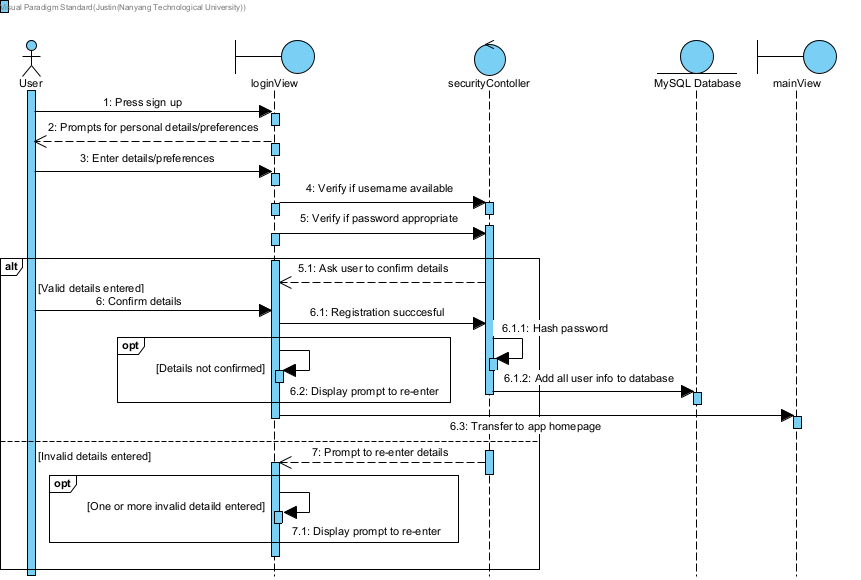 Visual Paradigm Standard(Justin(Nanyang Technological University))
User
loginView
securityContoller
MySQL Database
mainView
1: Press sign up
2: Prompts for personal details/preferences
3: Enter details/preferences
4: Verify if username available
5: Verify if password appropriate
alt
5.1: Ask user to confirm details
[Valid details entered]
6: Confirm details
6.1: Registration succcesful
6.1.1: Hash password
opt
[Details not confirmed]
6.1.2: Add all user info to database
6.2: Display prompt to re-enter
6.3: Transfer to app homepage
[Invalid details entered]
7: Prompt to re-enter details
opt
[One or more invalid detaild entered]
7.1: Display prompt to re-enter